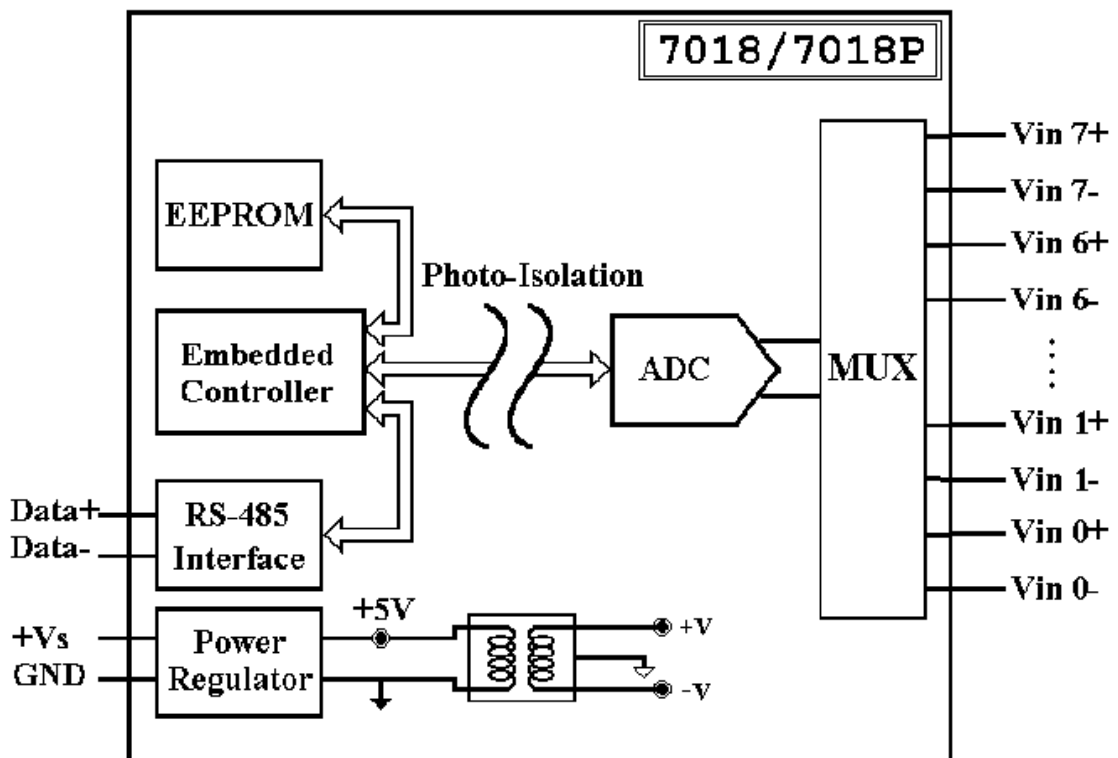 7018/7018P
EEPROM
Photo-Isolation
Embedded
Controller
ADC
MUX
Vin 7+
Vin 7-
Vin 6+
Vin 6-
Vin 1+
Vin 1-
Vin 0+
Vin 0-
Data+
Data-
RS-485
Interface
+Vs
GND
Power
Regulator
+5V
+V
-V